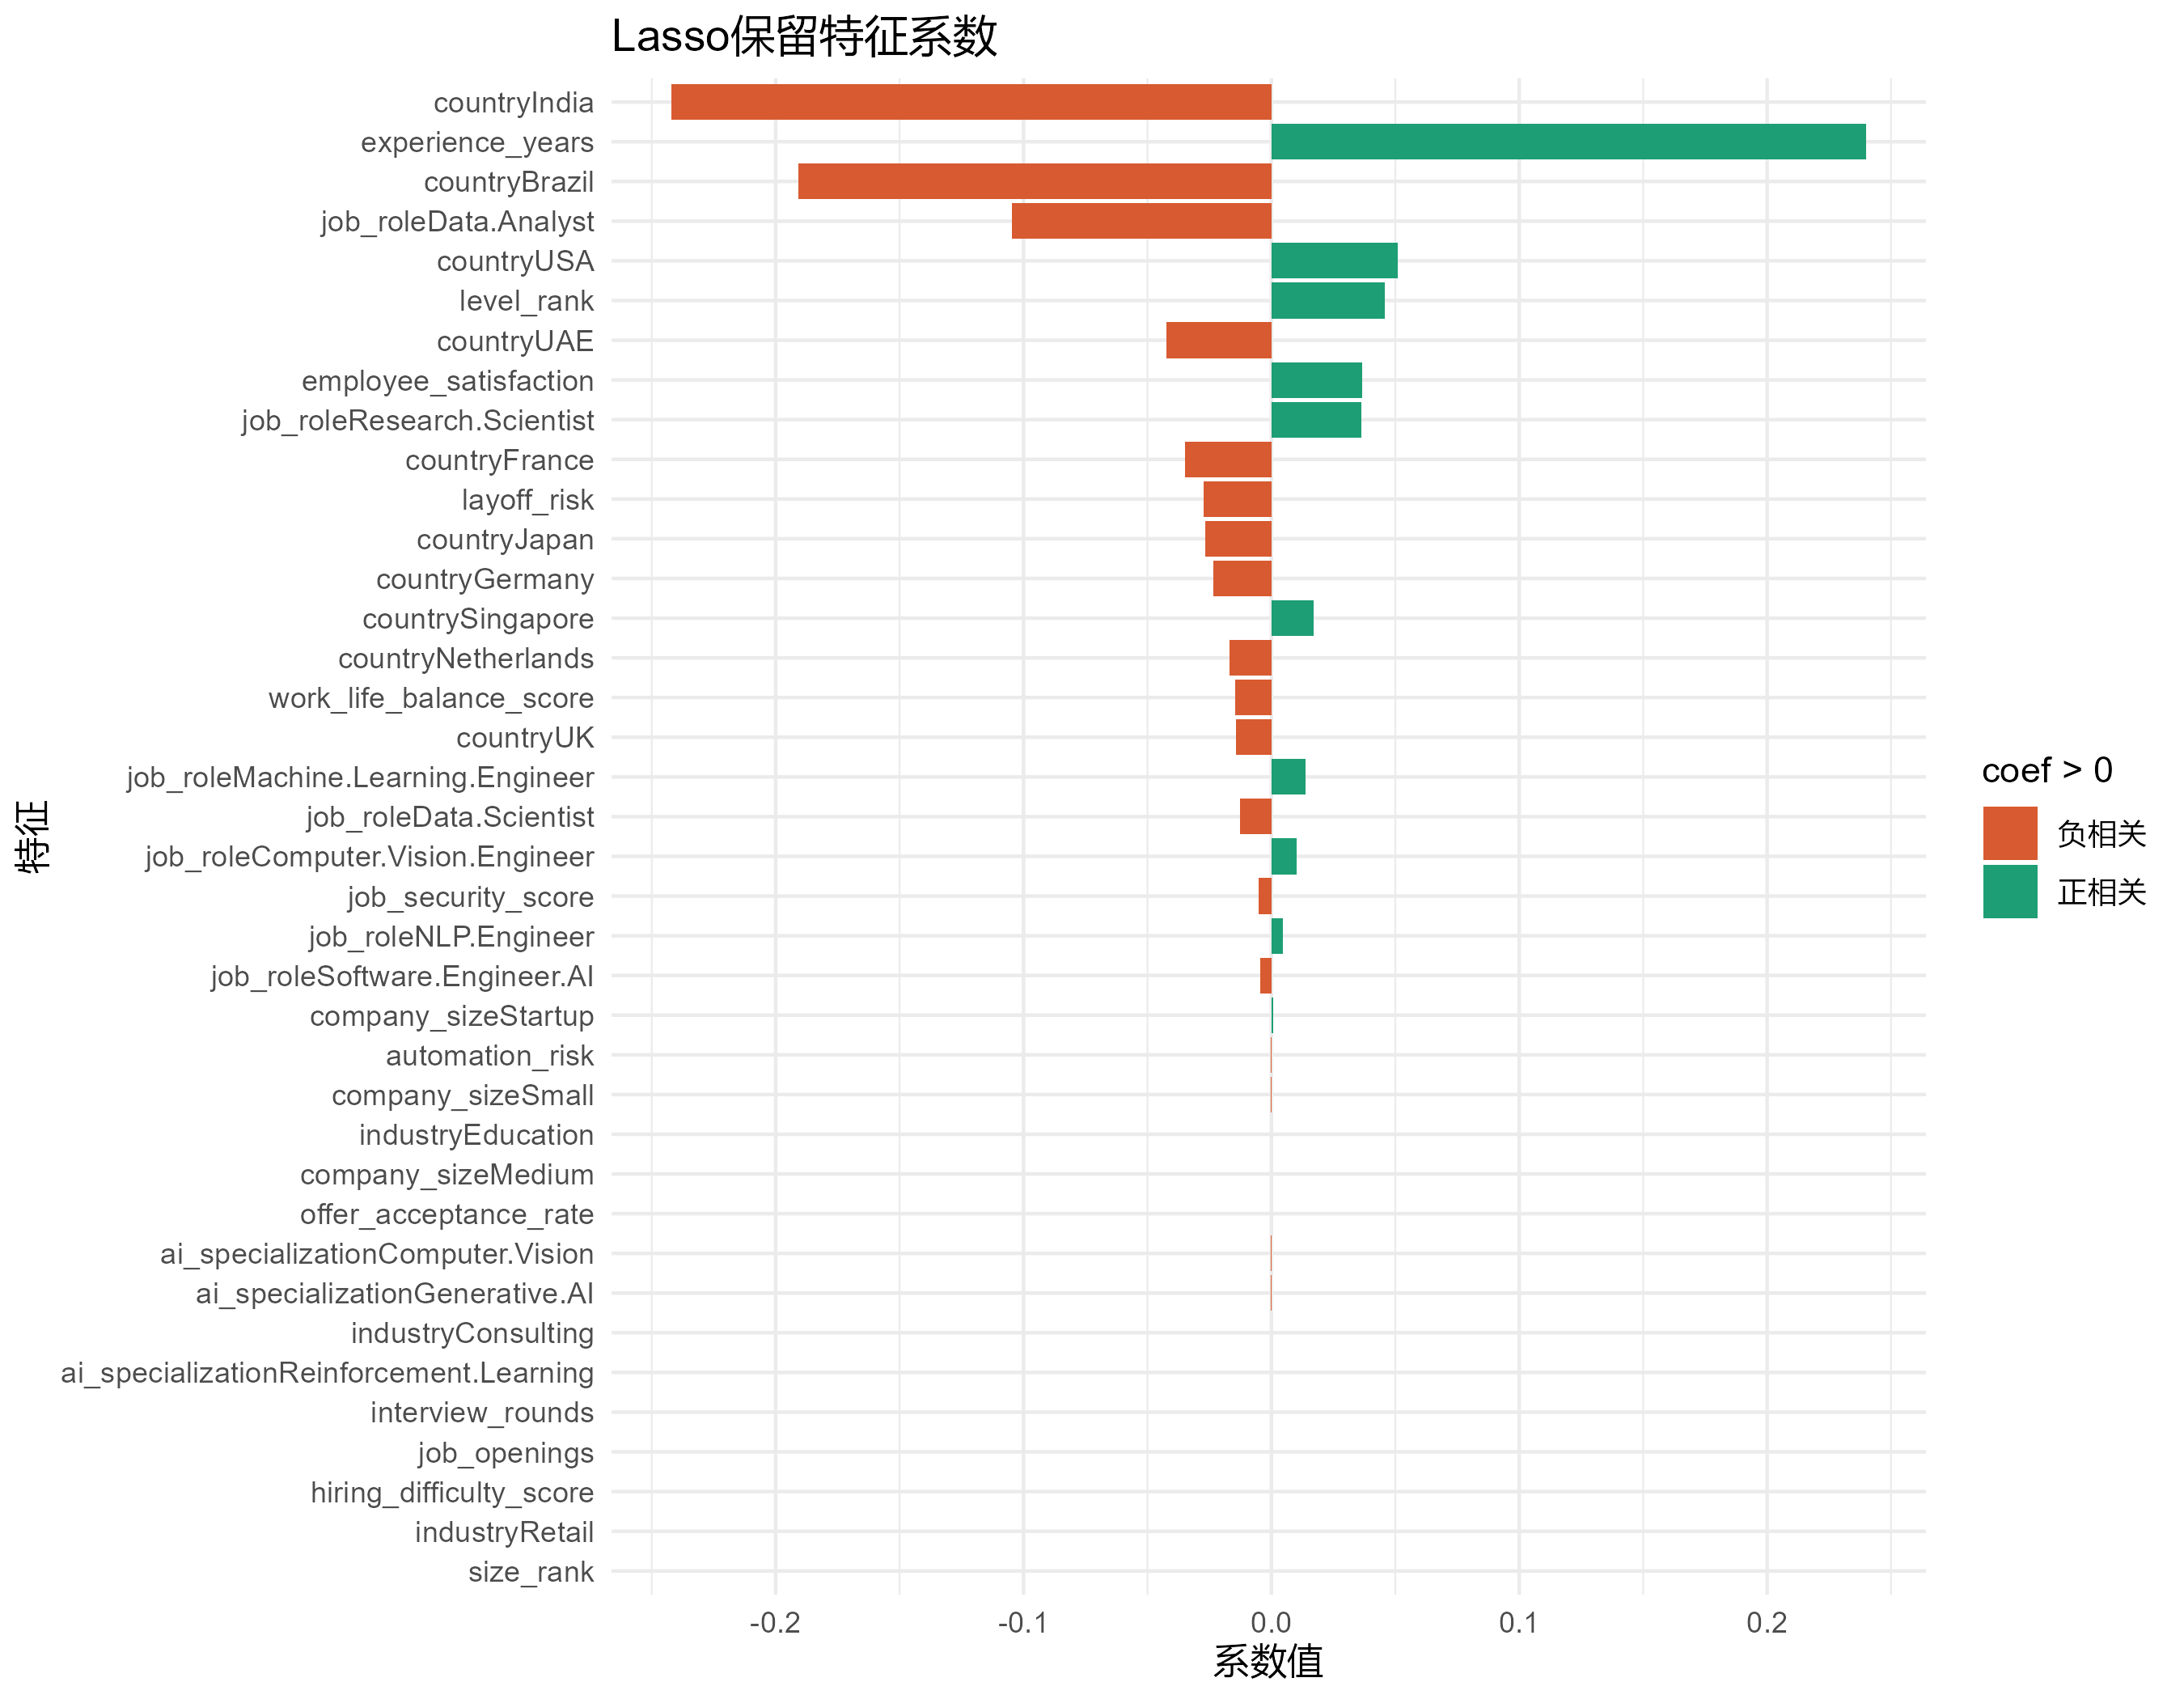 Lasso保留特征系数
countryIndia
experience_years
countryBrazil
job_roleData.Analyst
countryUSA
level_rank
countryUAE
employee_satisfaction
job_roleResearch.Scientist
countryFrance
layoff_risk
countryJapan
countryGermany
countrySingapore
countryNetherlands
work_life_balance_score
countryUK
job_roleMachine.Learning.Engineer
job_roleData.Scientist
job_roleComputer.Vision.Engineer
job_security_score
job_roleNLP.Engineer
job_roleSoftware.Engineer.AI
company_sizeStartup
automation_risk
company_sizeSmall
industryEducation
company_sizeMedium
offer_acceptance_rate
ai_specializationComputer.Vision
ai_specializationGenerative.AI
industryConsulting
ai_specializationReinforcement.Learning
interview_rounds
job_openings
hiring_difficulty_score
industryRetail
size_rank
特征
-0.2 -0.1 0.0 0.1 0.2
系数值
coef > 0
负相关
正相关